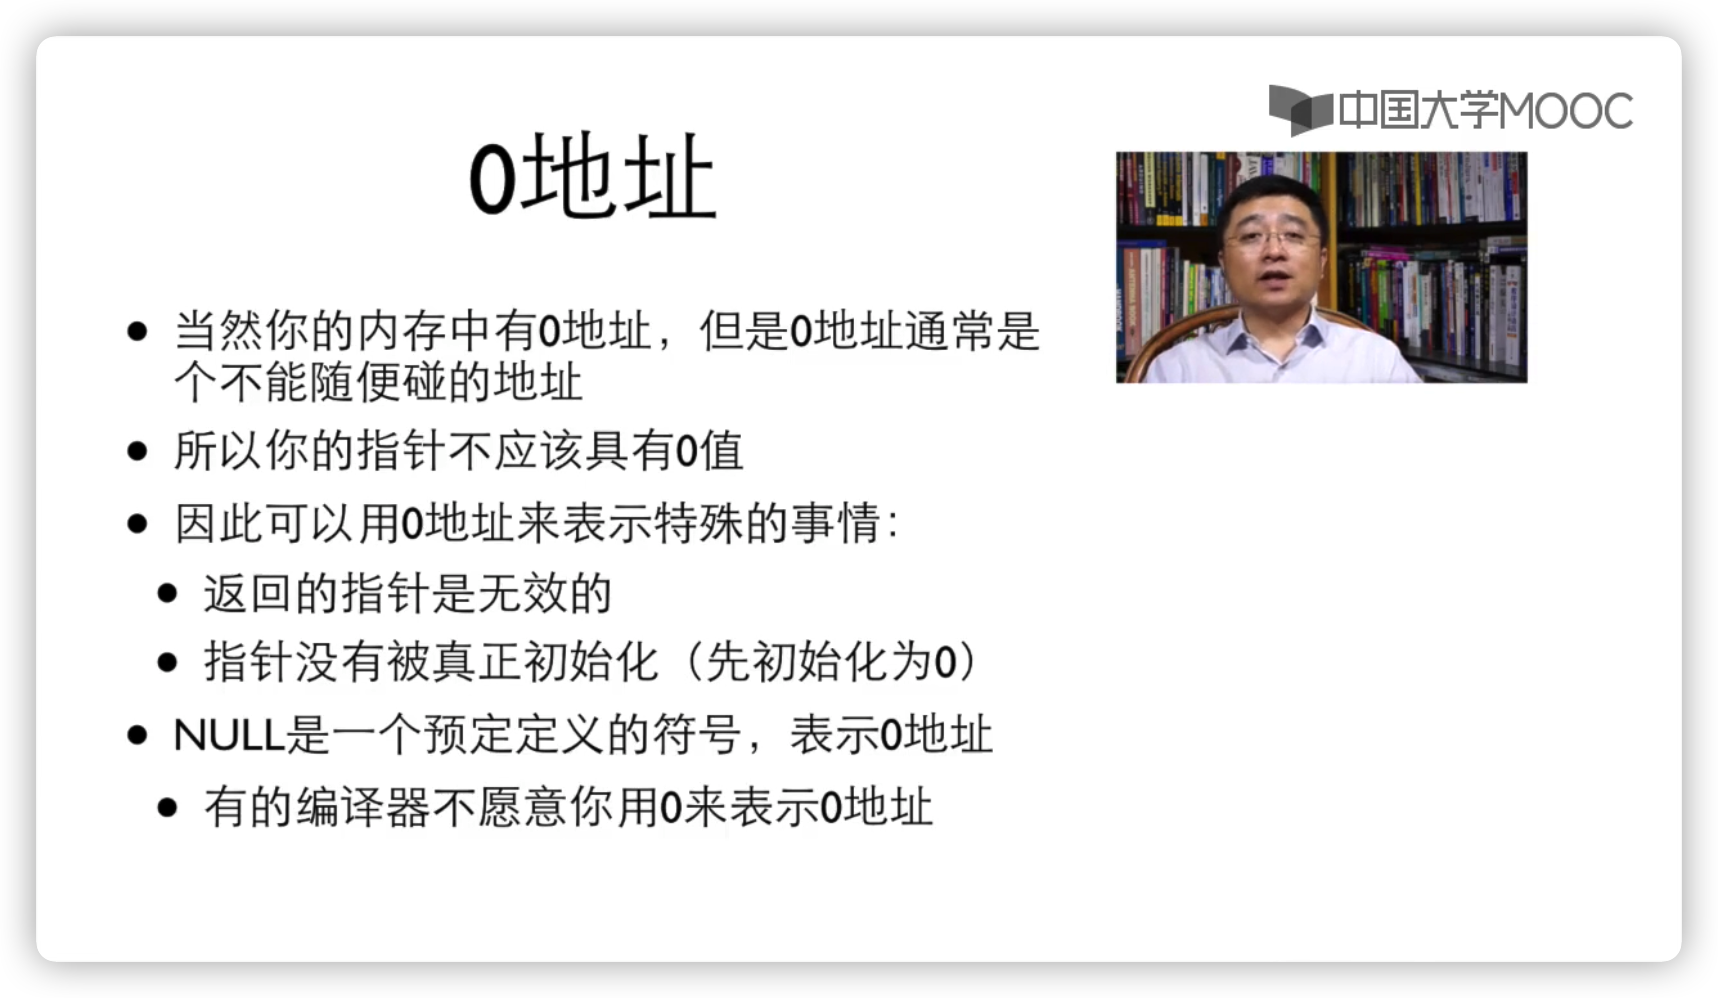 中国大学MOOC
0地址
● 当然你的内存中有0地址，但是0地址通常是
个不能随便碰的地址
● 所以你的指针不应该具有0值
● 因此可以用0地址来表示特殊的事情：
● 返回的指针是无效的
● 指针没有被真正初始化（先初始化为0）
● NULL是一个预定定义的符号，表示0地址
● 有的编译器不愿意你用0来表示0地址